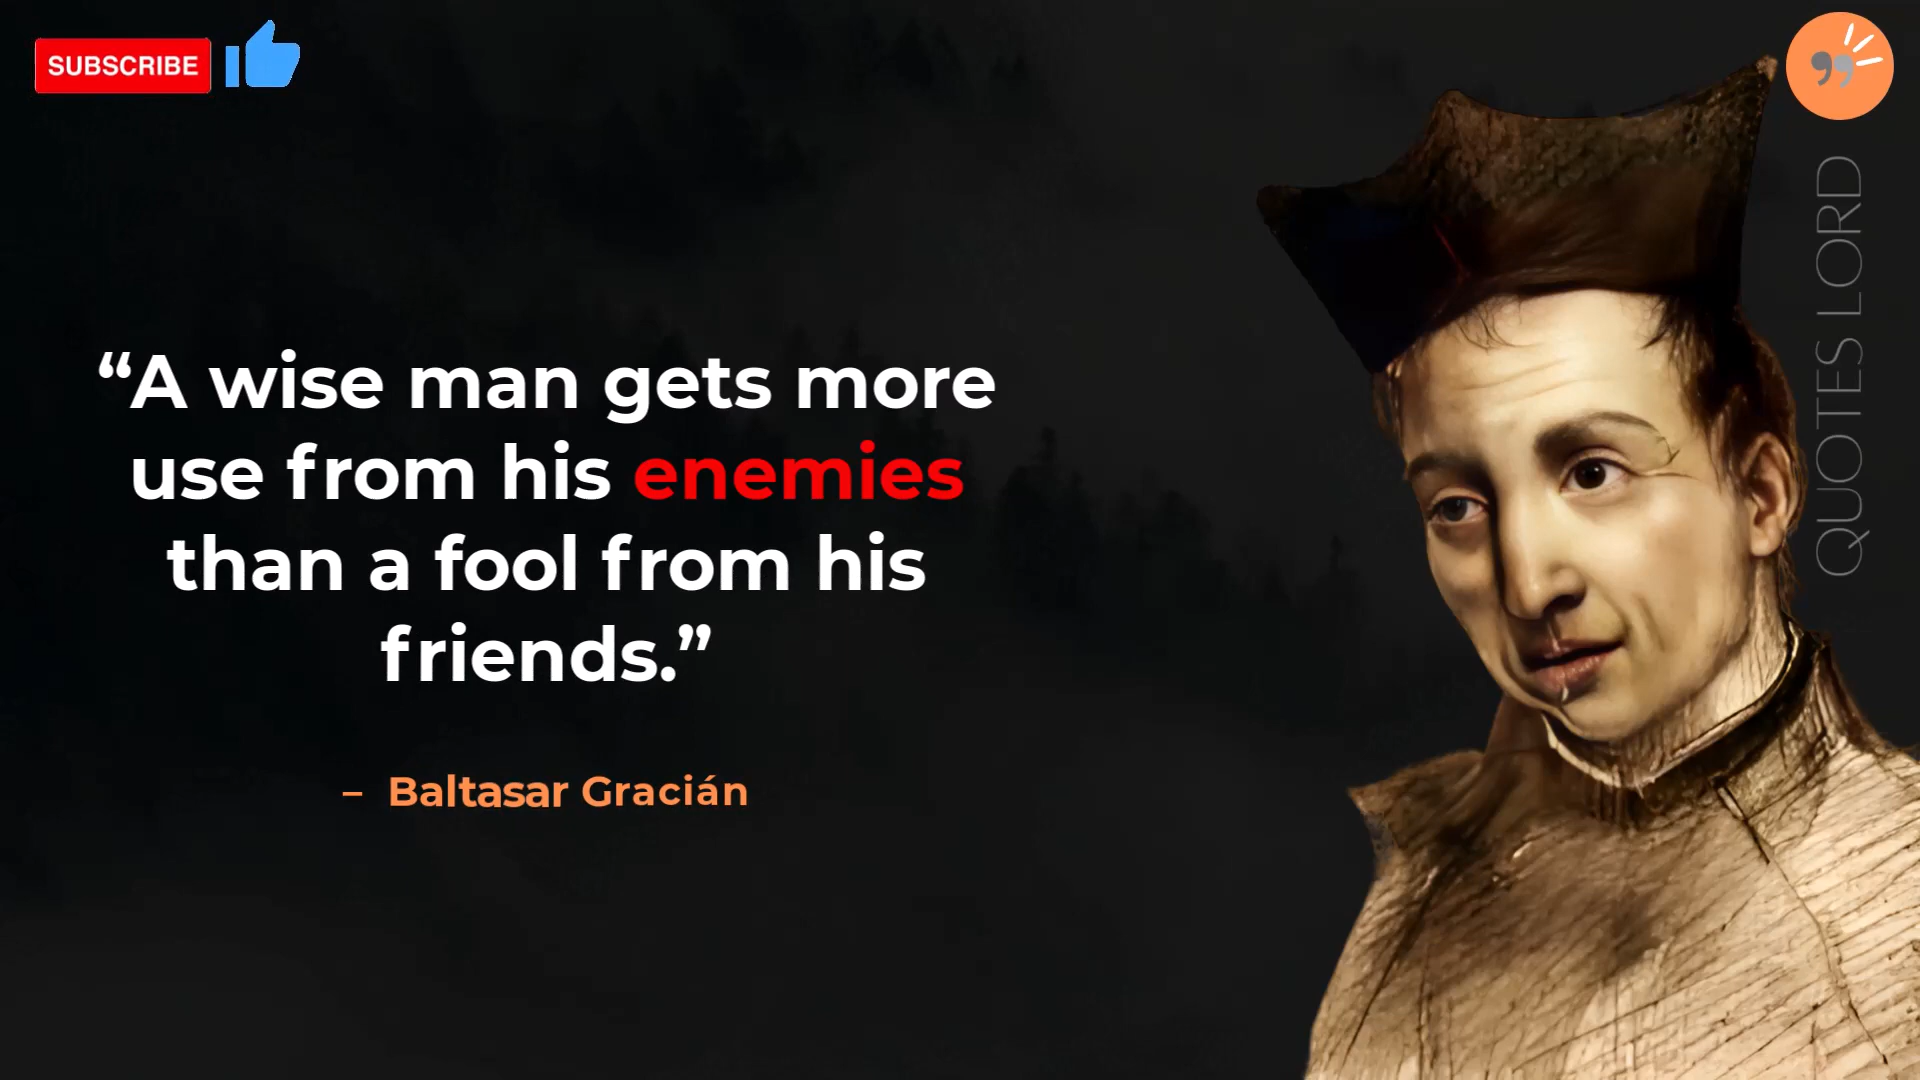 SUBSCRIBE
QUOTES LORD
“A wise man gets more
use from his enemies
than a fool from his
friends.”
– Baltasar Gracián